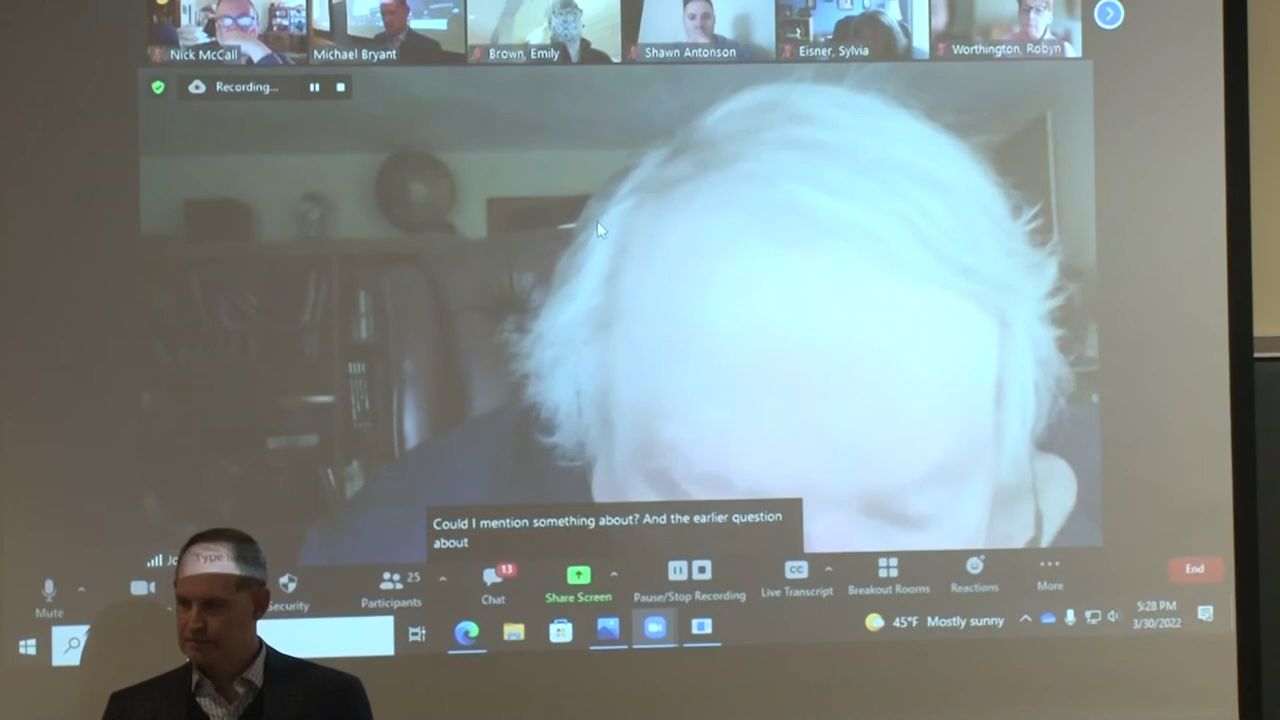 Nick McCall
Michael Bryant
Brown, Emily
Shawn Antonson
Eisner, Sylvia
Worthington, Robyn
Recording...
Could I mention something about? And the earlier question
about
Mute
Security
25
Participants
13
Chat
Share Screen
Pause/Stop Recording
CC
Live Transcript
Breakout Rooms
Reactions
More
End
Type
45°F Mostly sunny
5:28 PM
3/30/2022